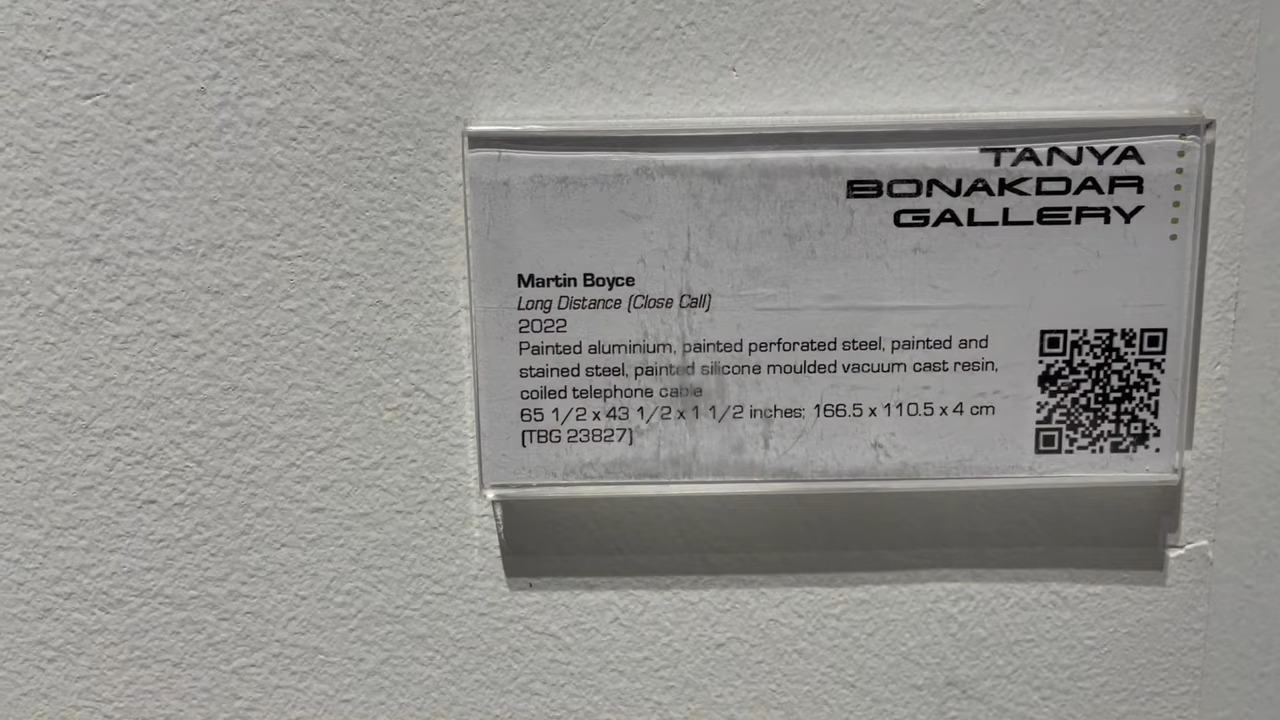 TANYA
BONAKDAR
GALLERY
Martin Boyce
Long Distance (Close Call)
2022
Painted aluminium, painted perforated steel, painted and
stained steel, painted silicone moulded vacuum cast resin,
coiled telephone cable
65 1/2 x 43 1/2 x 1 1/2 inches; 166.5 x 110.5 x 4 cm
(TBG 23827)